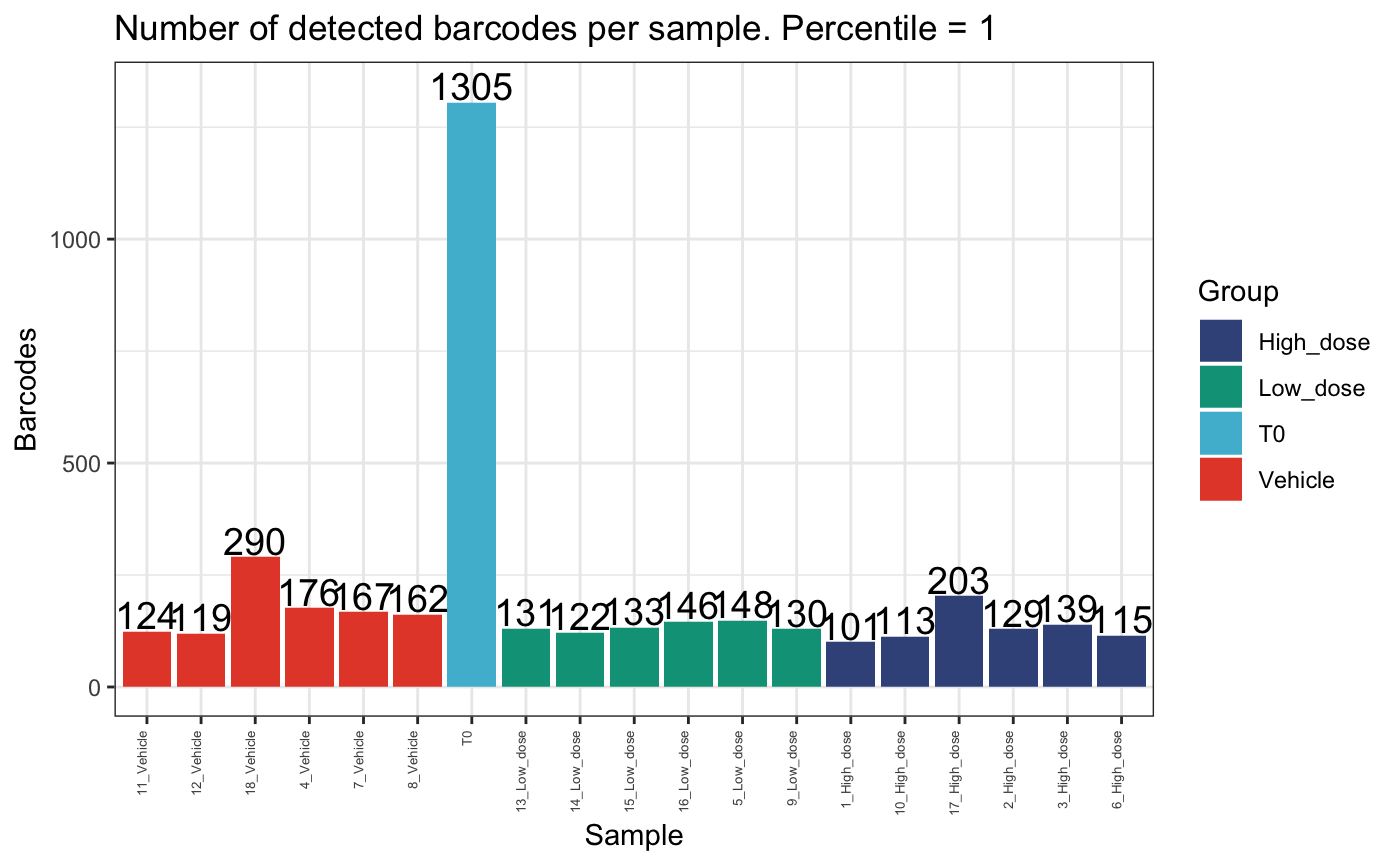 Number of detected barcodes per sample. Percentile = 1
Barcodes
1000
500
0
124
119
290
176
167
162
1305
131
122
133
146
148
130
101
113
203
129
139
115
11_Vehicle
12_Vehicle
18_Vehicle
4_Vehicle
7_Vehicle
8_Vehicle
T0
13_Low_dose
14_Low_dose
15_Low_dose
16_Low_dose
5_Low_dose
9_Low_dose
1_High_dose
10_High_dose
17_High_dose
2_High_dose
3_High_dose
6_High_dose
Sample
Group
High_dose
Low_dose
T0
Vehicle